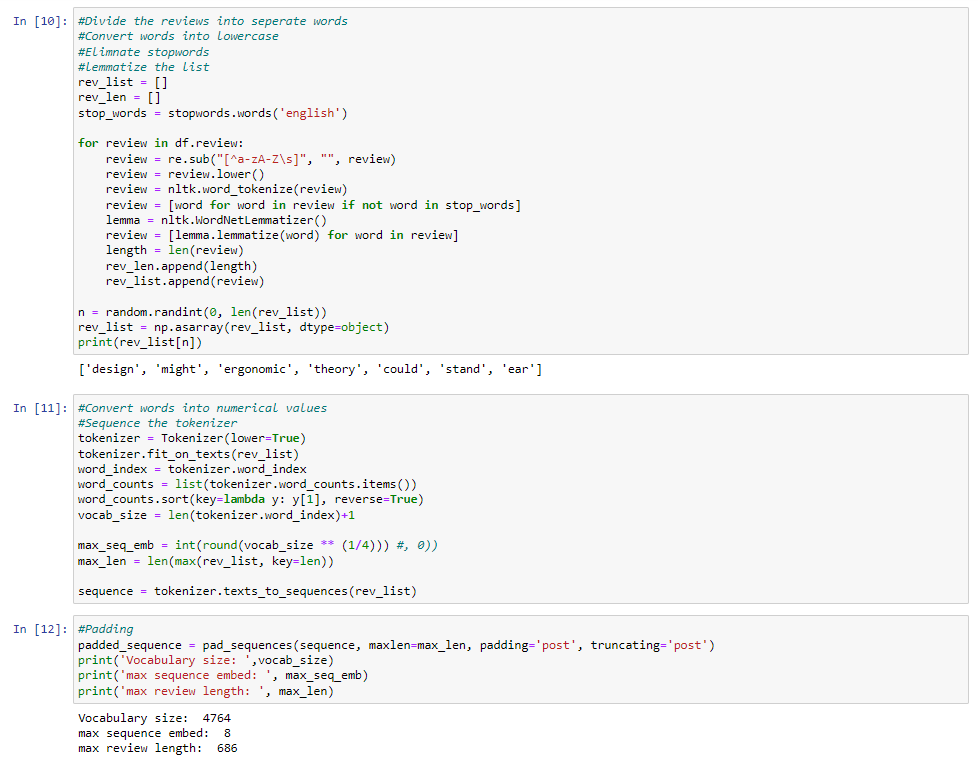 In [10]: #Divide the reviews into seperate words
#Convert words into lowercase
#Elimnate stopwords
#lemmatize the list
rev_list = []
rev_len = []
stop_words = stopwords.words('english')
for review in df.review:
    review = re.sub("[^a-zA-Z\s]", "", review)
    review = review.lower()
    review = nltk.word_tokenize(review)
    review = [word for word in review if not word in stop_words]
    lemma = nltk.WordNetLemmatizer()
    review = [lemma.lemmatize(word) for word in review]
    length = len(review)
    rev_len.append(length)
    rev_list.append(review)
n = random.randint(0, len(rev_list))
rev_list = np.asarray(rev_list, dtype=object)
print(rev_list[n])
['design', 'might', 'ergonomic', 'theory', 'could', 'stand', 'ear']
In [11]: #Convert words into numerical values
#Sequence the tokenizer
tokenizer = Tokenizer(lower=True)
tokenizer.fit_on_texts(rev_list)
word_index = tokenizer.word_index
word_counts = list(tokenizer.word_counts.items())
word_counts.sort(key=lambda y: y[1], reverse=True)
vocab_size = len(tokenizer.word_index)+1
max_seq_emb = int(round(vocab_size ** (1/4))) #, 0))
max_len = len(max(rev_list, key=len))
sequence = tokenizer.texts_to_sequences(rev_list)
In [12]: #Padding
padded_sequence = pad_sequences(sequence, maxlen=max_len, padding='post', truncating='post')
print('Vocabulary size: ',vocab_size)
print('max sequence embed: ', max_seq_emb)
print('max review length: ', max_len)
Vocabulary size:  4764
max sequence embed:  8
max review length:  686